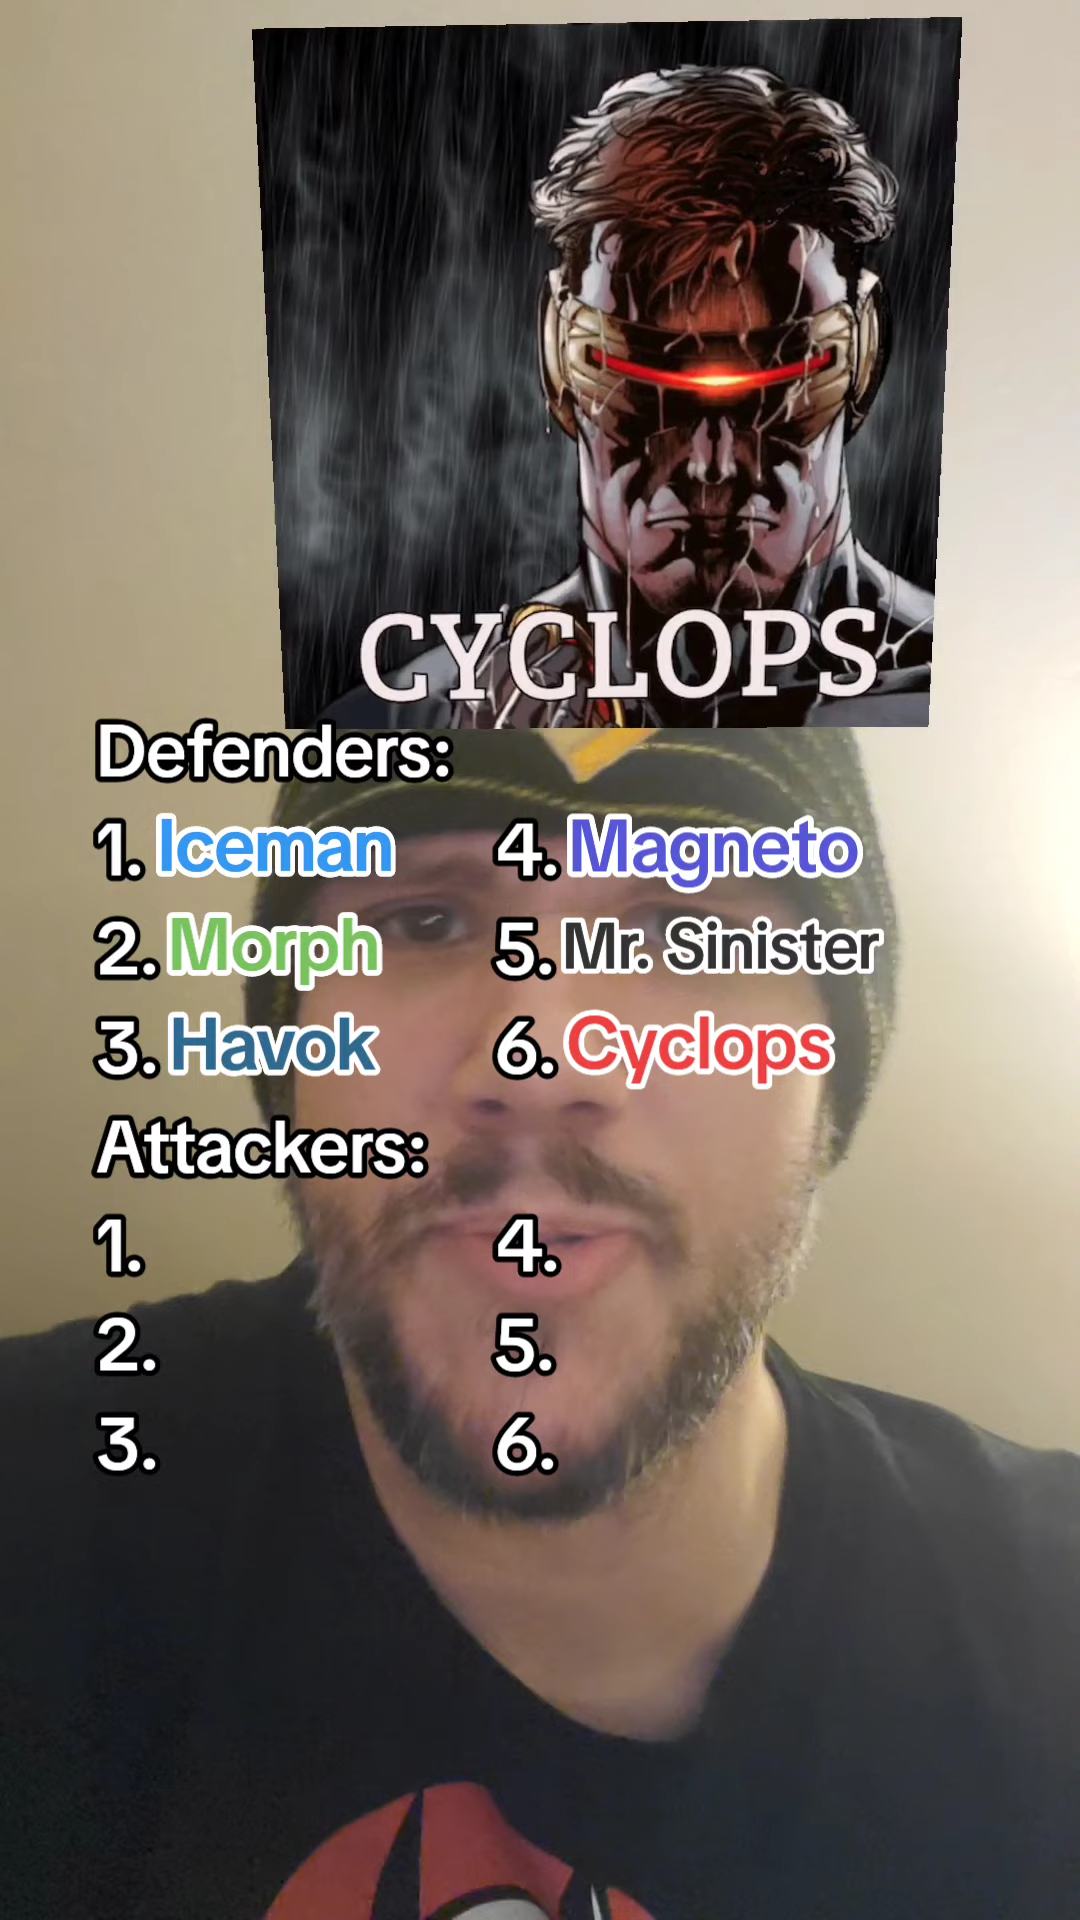 CYCLOPS
Defenders:
1. Iceman
2. Morph
3. Havok
4. Magneto
5. Mr. Sinister
6. Cyclops
Attackers:
1.
2.
3.
4.
5.
6.